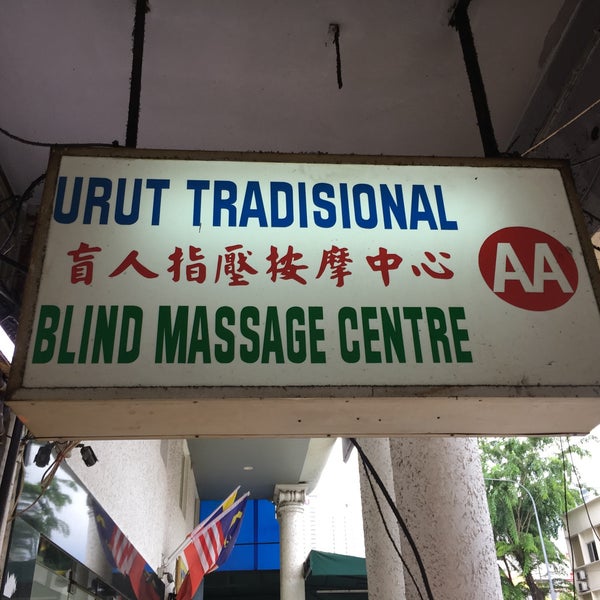 URUT TRADISIONAL
盲人指壓按摩中心
AA
BLIND MASSAGE CENTRE